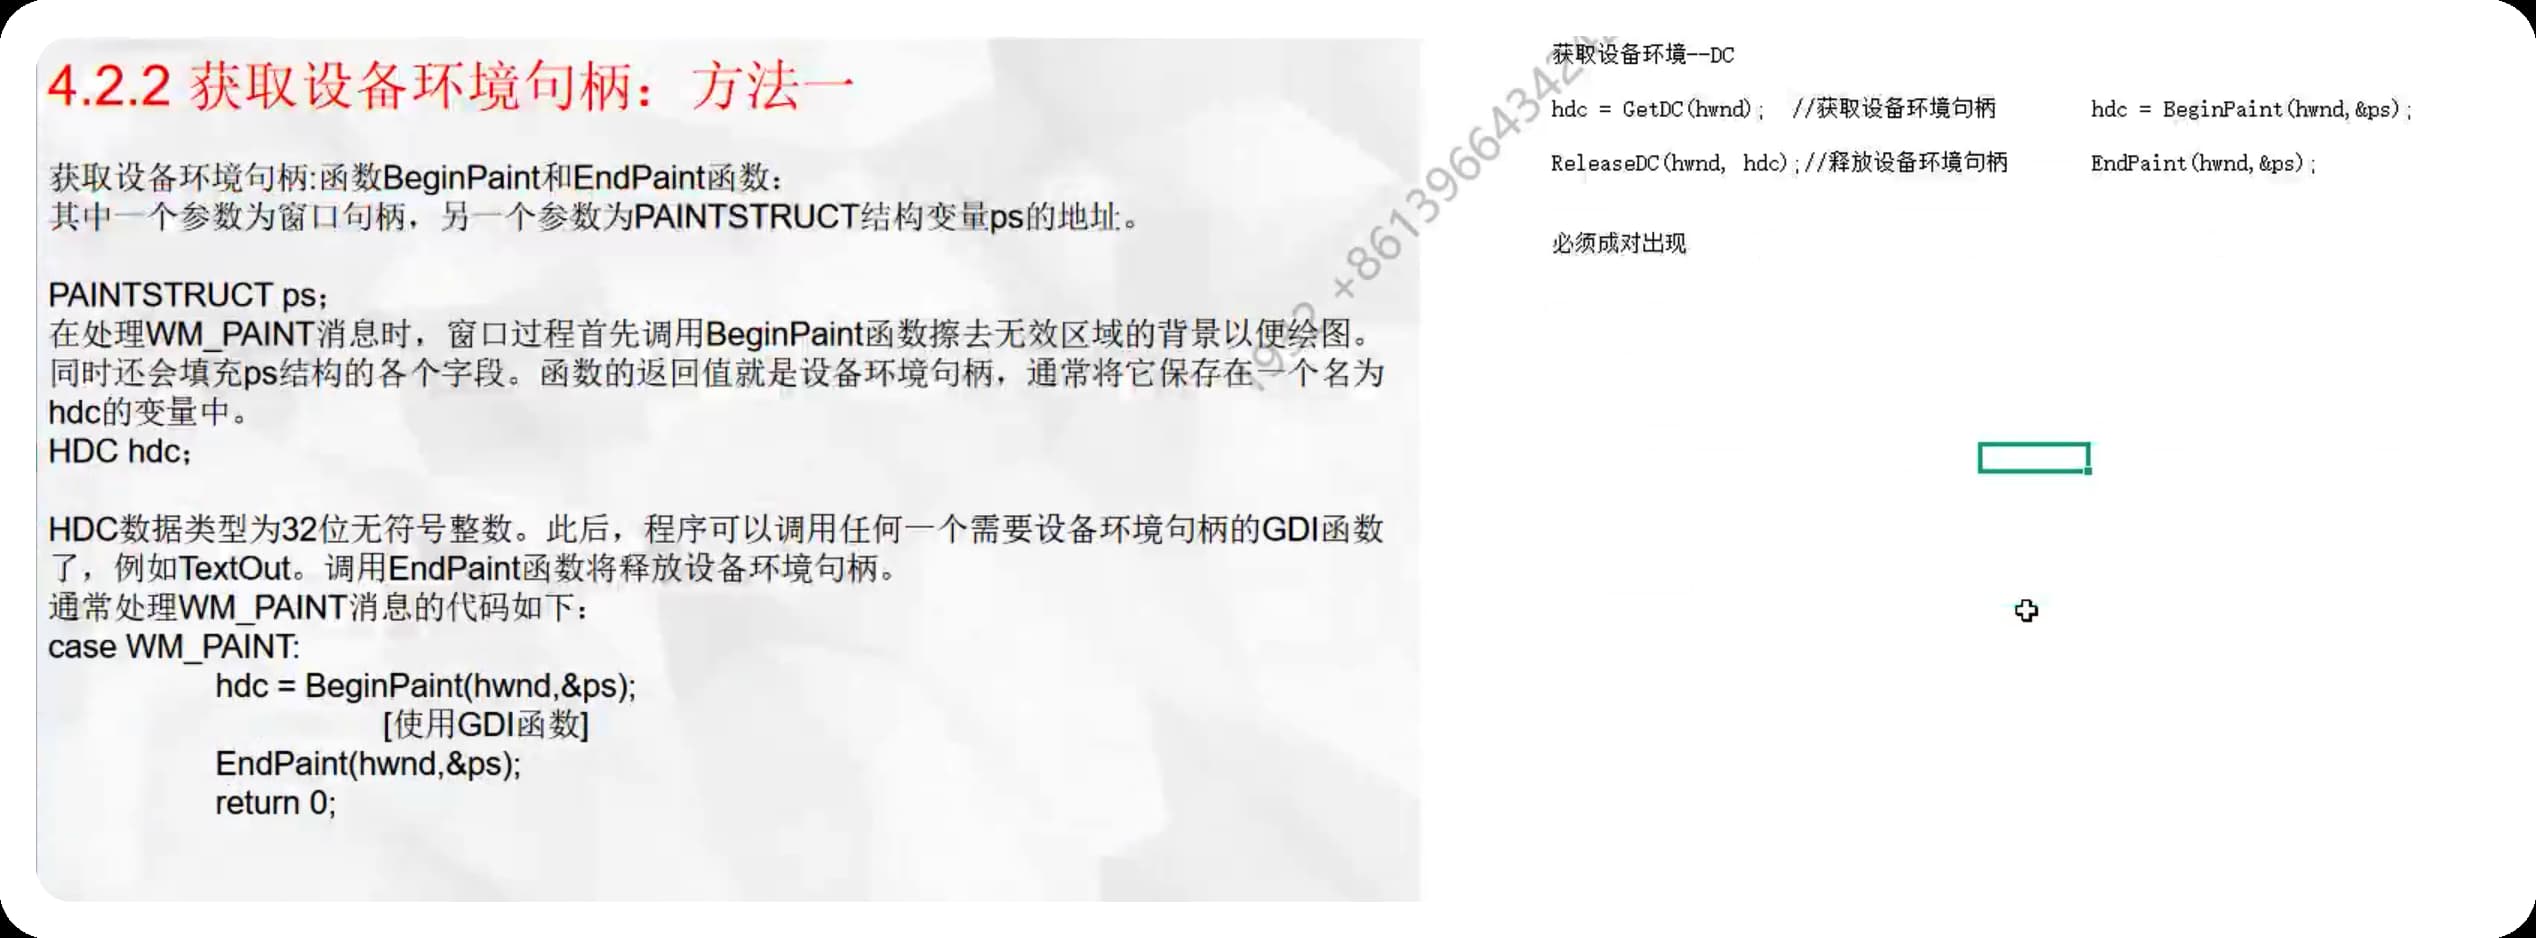 4.2.2 获取设备环境句柄：方法一
获取设备环境句柄:函数BeginPaint和EndPaint函数：
其中一个参数为窗口句柄，另一个参数为PAINTSTRUCT结构变量ps的地址。
PAINTSTRUCT ps；
在处理WM_PAINT消息时，窗口过程首先调用BeginPaint函数擦去无效区域的背景以便绘图。
同时还会填充ps结构的各个字段。函数的返回值就是设备环境句柄，通常将它保存在一个名为
hdc的变量中。
HDC hdc；
HDC数据类型为32位无符号整数。此后，程序可以调用任何一个需要设备环境句柄的GDI函数
了，例如TextOut。调用EndPaint函数将释放设备环境句柄。
通常处理WM_PAINT消息的代码如下：
case WM_PAINT:
hdc = BeginPaint(hwnd,&ps);
[使用GDI函数]
EndPaint(hwnd,&ps);
return 0;
获取设备环境--DC
hdc = GetDC(hwnd); //获取设备环境句柄
ReleaseDC(hwnd, hdc);//释放设备环境句柄
hdc = BeginPaint(hwnd,&ps);
EndPaint(hwnd,&ps);
必须成对出现